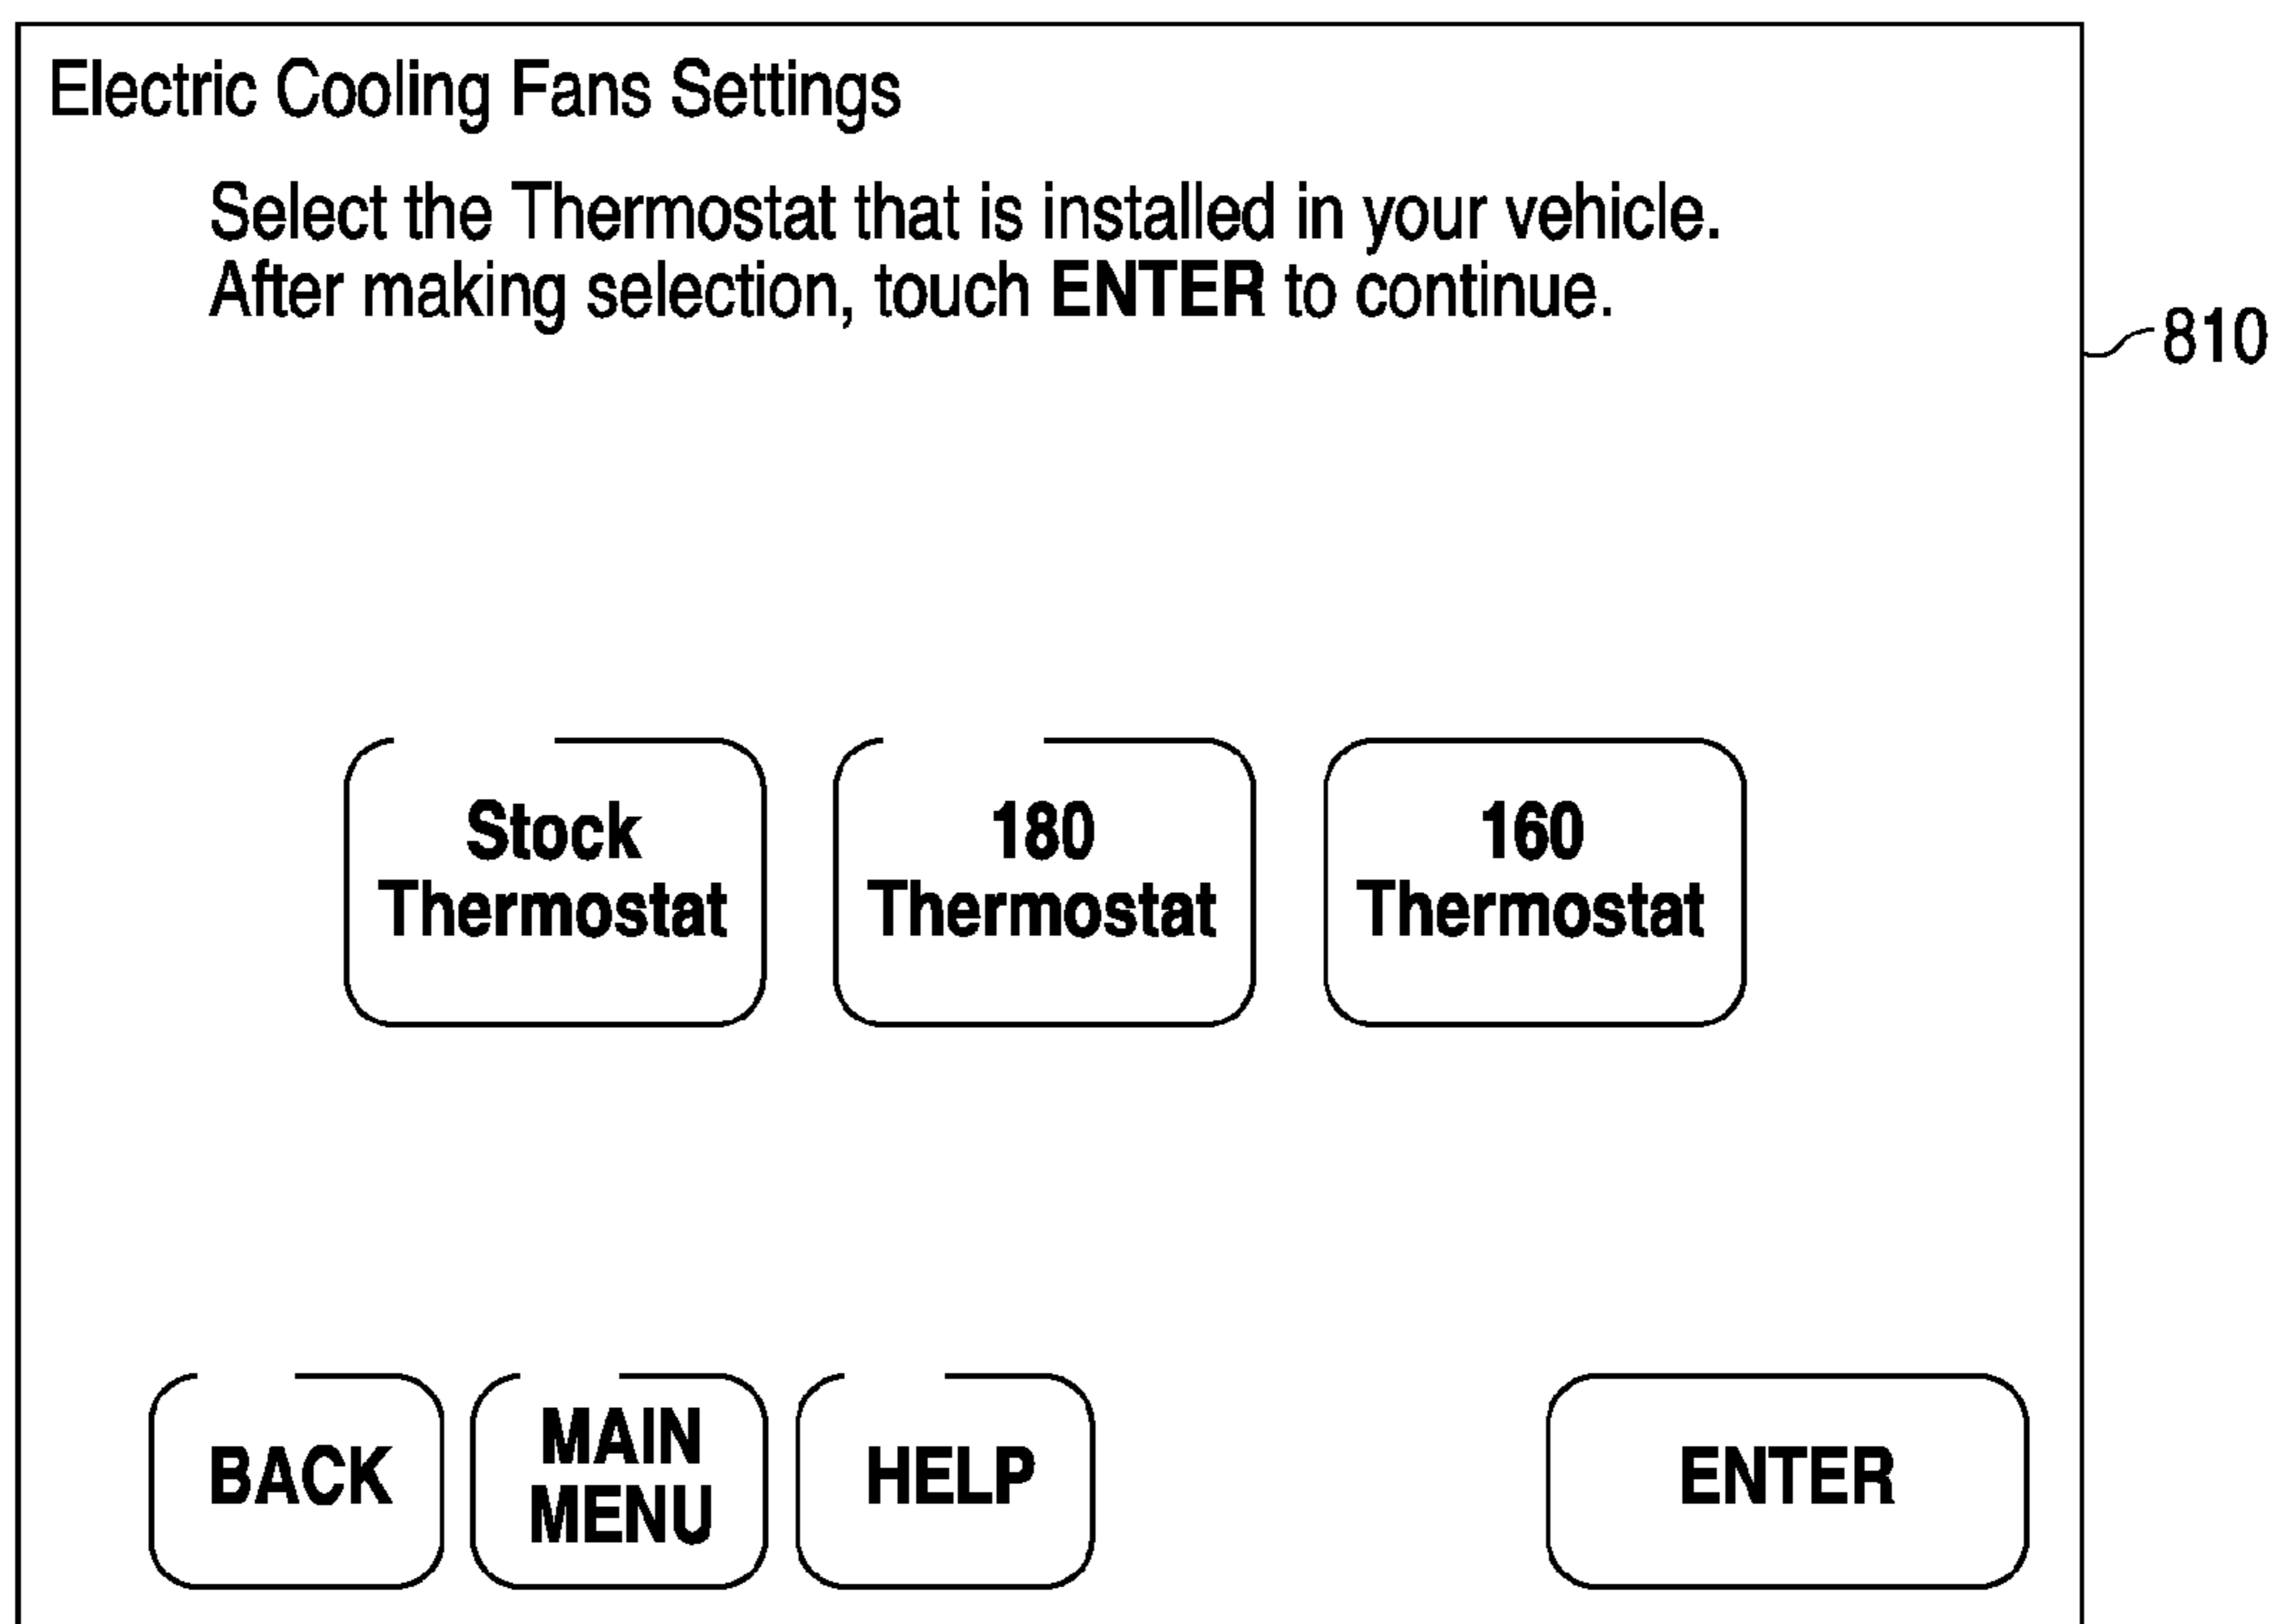 Electric Cooling Fans Settings
Select the Thermostat that is installed in your vehicle.
After making selection, touch ENTER to continue.
810
Stock
Thermostat
180
Thermostat
160
Thermostat
BACK
MAIN
MENU
HELP
ENTER